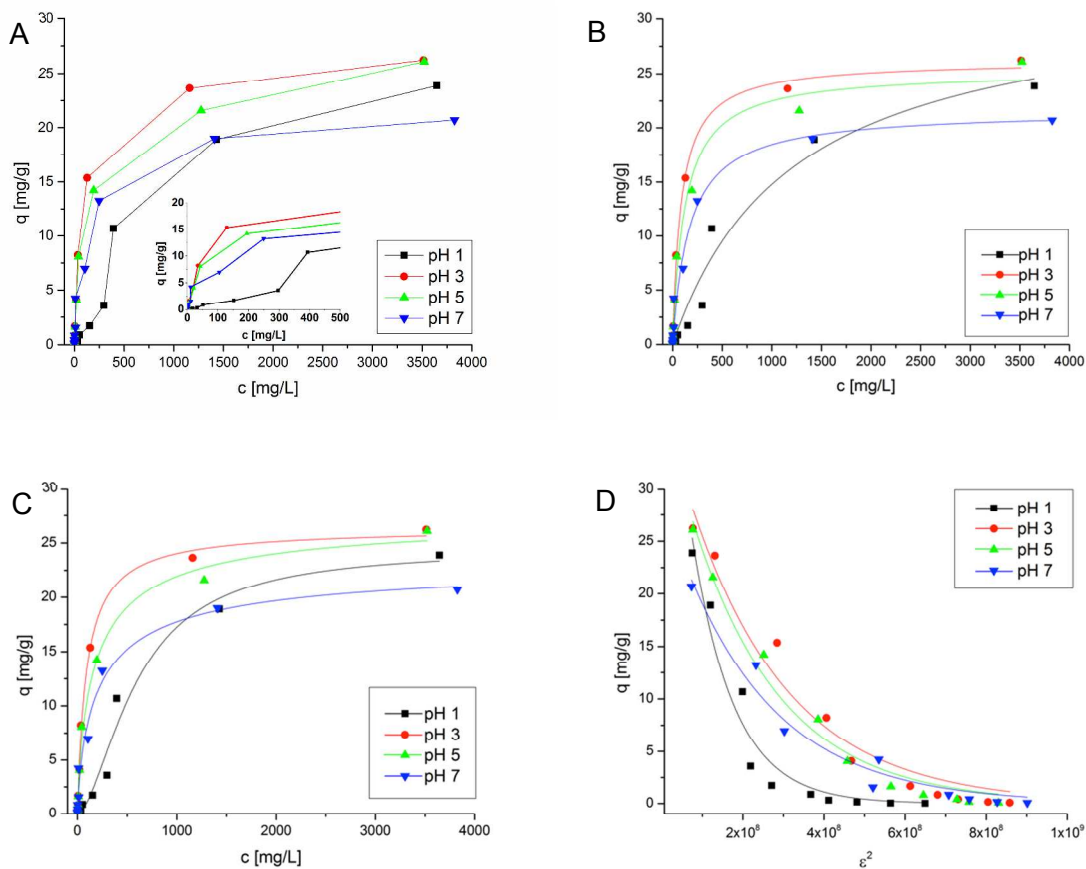 A
q [mg/g]
30
25
20
15
10
5
0
0 500 1000 1500 2000 2500 3000 3500 4000
c [mg/L]
q [mg/g]
20
15
10
5
0
0 100 200 300 400 500
c [mg/L]
pH 1
pH 3
pH 5
pH 7
B
q [mg/g]
30
25
20
15
10
5
0
0 500 1000 1500 2000 2500 3000 3500 4000
c [mg/L]
pH 1
pH 3
pH 5
pH 7
C
q [mg/g]
30
25
20
15
10
5
0
0 1000 2000 3000 4000
c [mg/L]
pH 1
pH 3
pH 5
pH 7
D
q [mg/g]
30
25
20
15
10
5
0
2x10⁸ 4x10⁸ 6x10⁸ 8x10⁸ 1x10⁹
ε²
pH 1
pH 3
pH 5
pH 7